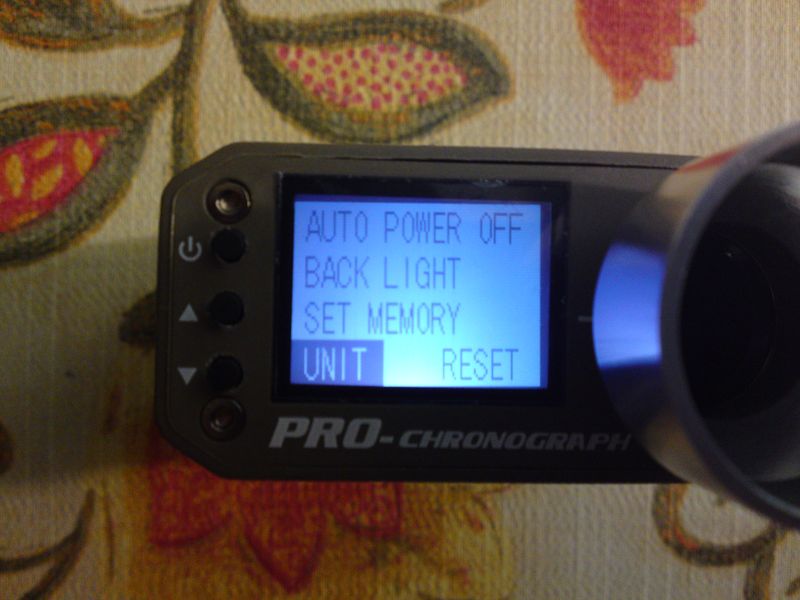 AUTO POWER OFF
BACK LIGHT
SET MEMORY
UNIT RESET
PRO-CHRONOGRAPH